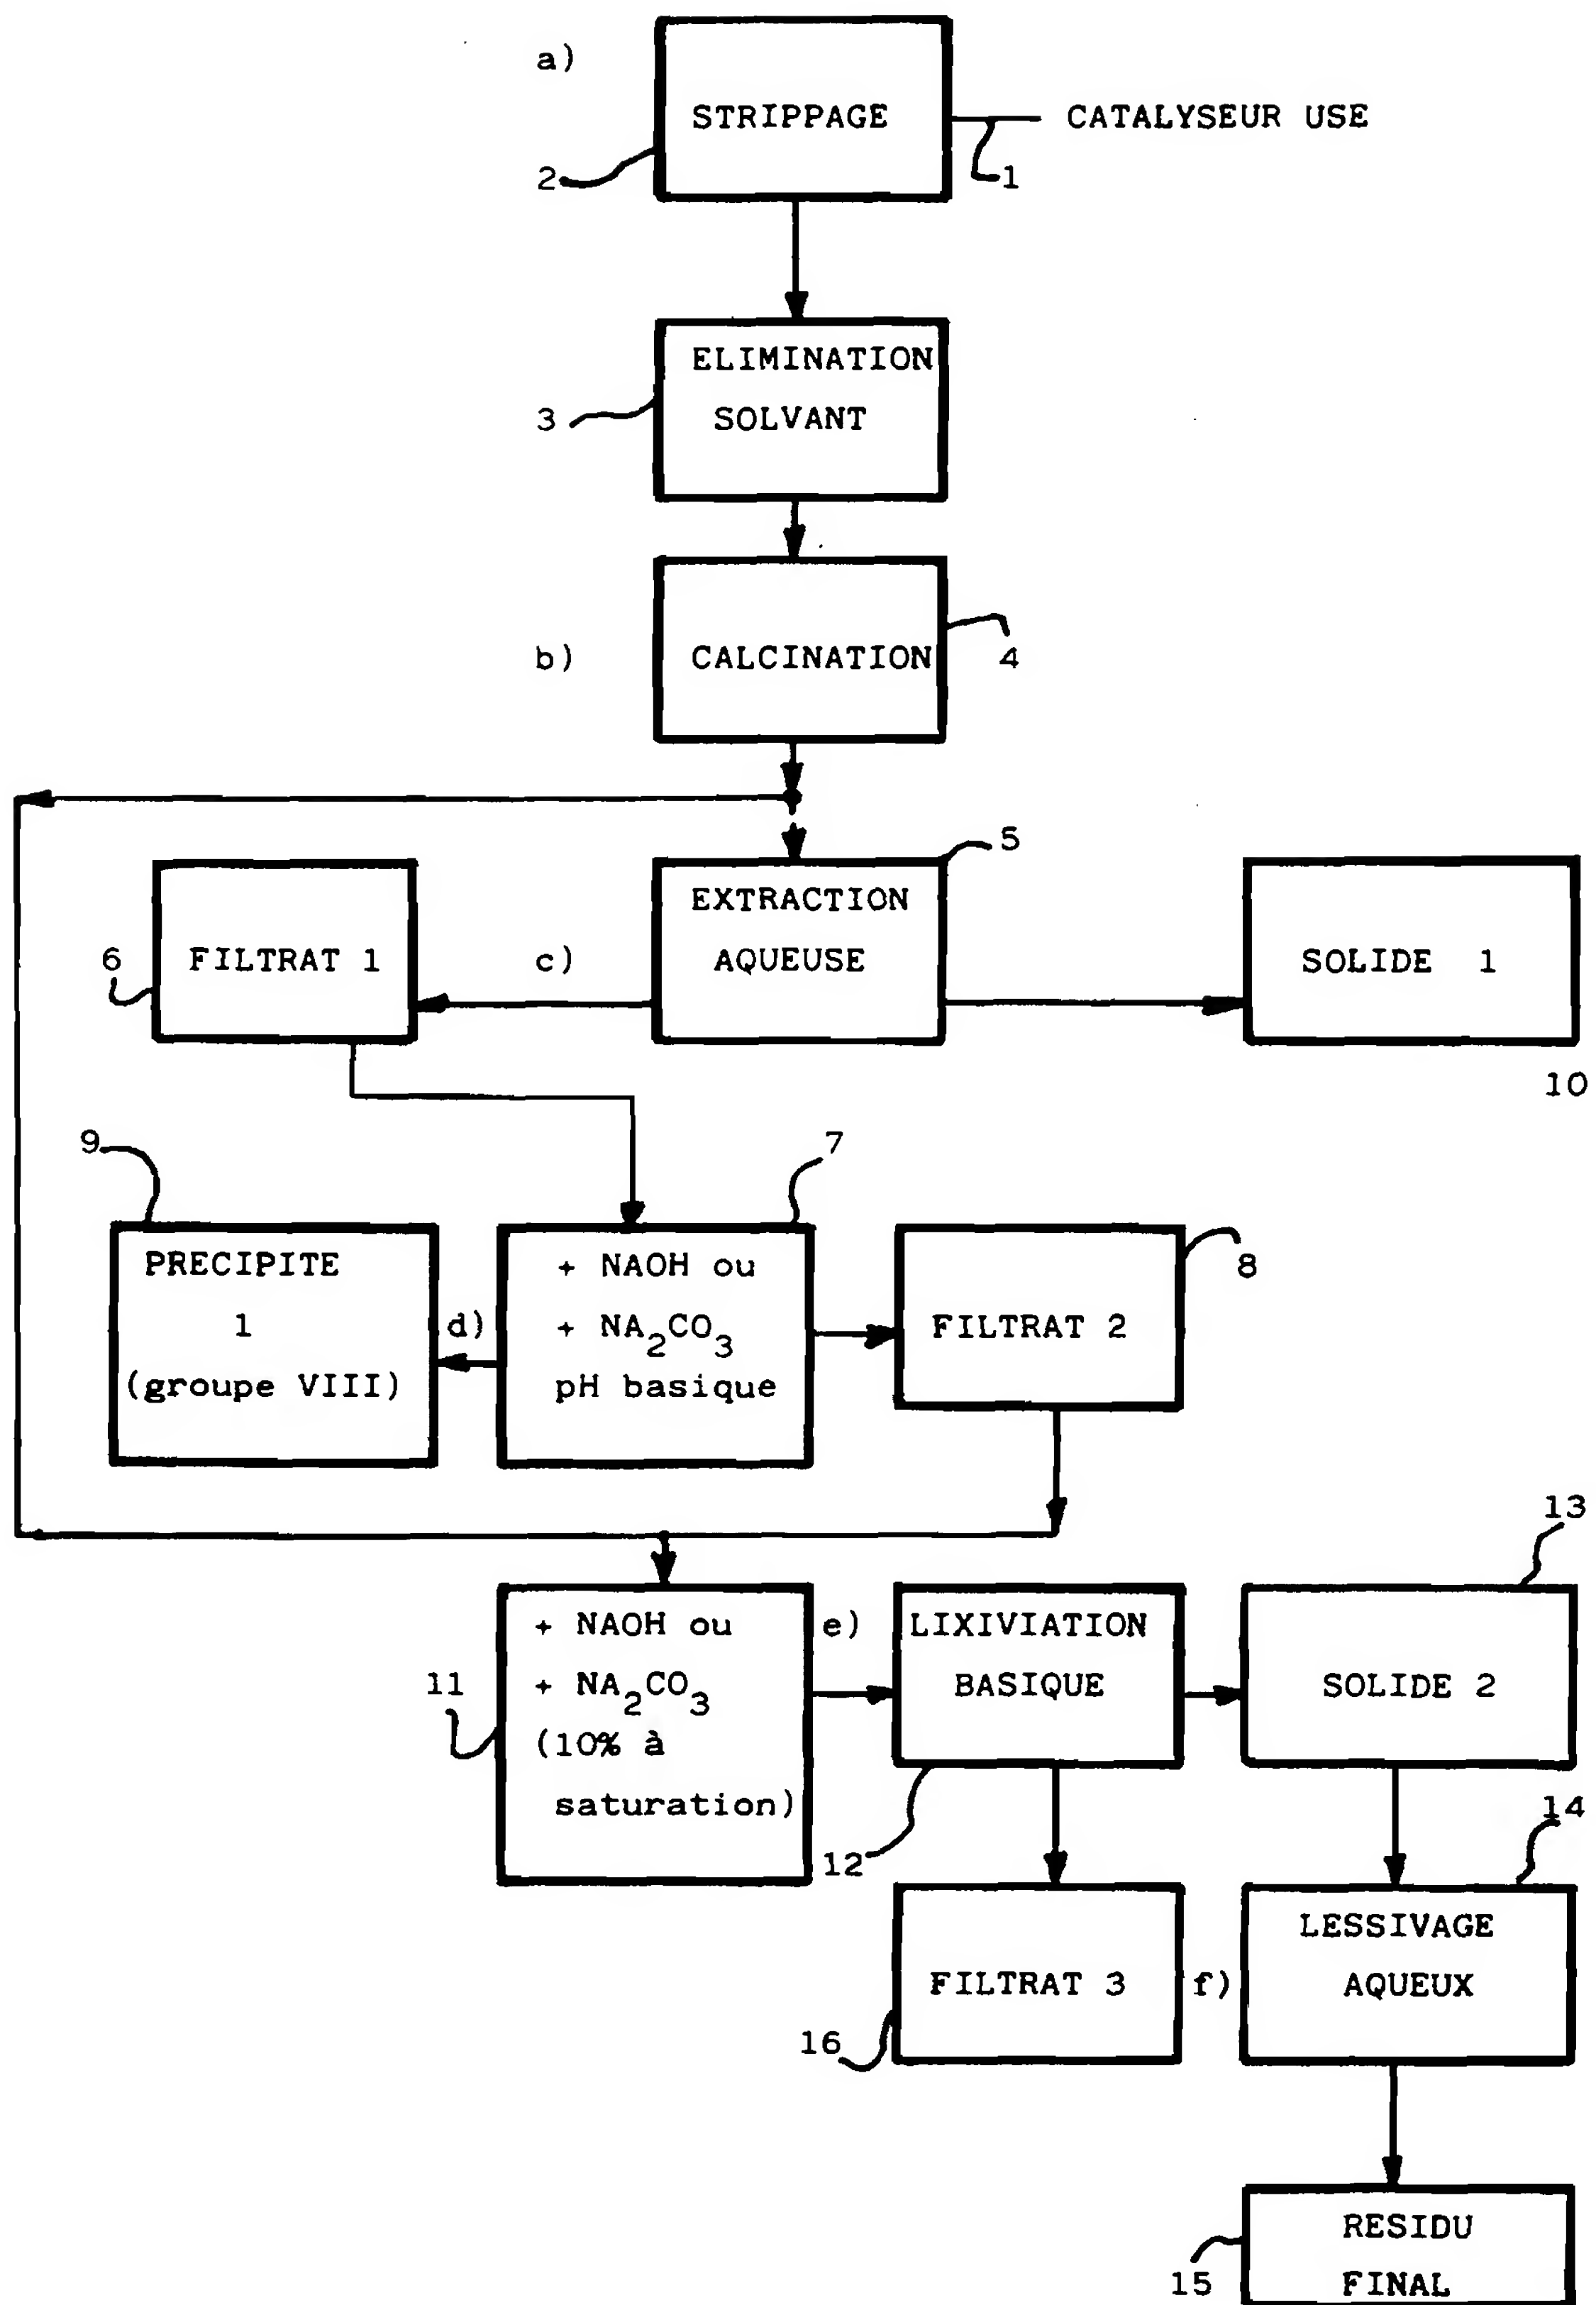 a)
STRIPPAGE
CATALYSEUR USE
2
1
ELIMINATION
SOLVANT
3
b)
CALCINATION
4
5
EXTRACTION
AQUEUSE
6
FILTRAT 1
c)
SOLIDE 1
10
9
7
PRECIPITE
1
(groupe VIII)
d)
+ NAOH ou
+ NA₂CO₃
pH basique
8
FILTRAT 2
13
+ NAOH ou
+ NA₂CO₃
(10% à
saturation)
11
e)
LIXIVIATION
BASIQUE
SOLIDE 2
12
14
LESSIVAGE
AQUEUX
FILTRAT 3
f)
16
RESIDU
FINAL
15